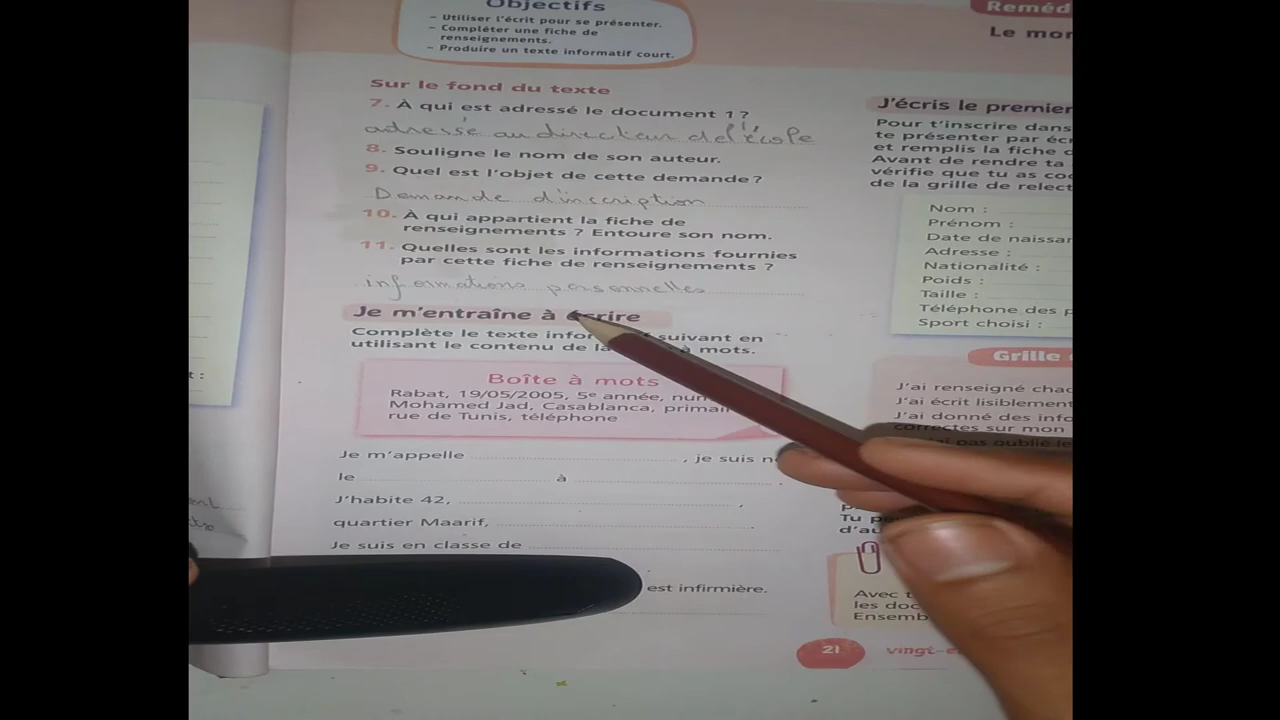 Objectifs
– Utiliser l'écrit pour se présenter.
– Compléter une fiche de
renseignements.
– Produire un texte informatif court.
Sur le fond du texte
7. À qui est adressé le document 1 ?
adressé au directeur de l'école
8. Souligne le nom de son auteur.
9. Quel est l'objet de cette demande ?
Demande d'inscription
10. À qui appartient la fiche de
renseignements ? Entoure son nom.
11. Quelles sont les informations fournies
par cette fiche de renseignements ?
informations personnelles
Je m'entraîne à écrire
Complète le texte suivant en
utilisant le contenu de la à mots.
Boîte à mots
Rabat, 19/05/2005, 5e année,
Mohamed Jad, Casablanca,
rue de Tunis, téléphone
Je m'appelle , je suis
le à .
J'habite 42, ,
quartier Maarif, .
Je suis en classe de
est infirmière.
Le
J'écris le premier
Pour t'inscrire dans
te présenter par
et remplis la fiche
Avant de rendre ta
vérifie que tu as
de la grille de
Nom :
Prénom :
Date de
Adresse :
Nationalité :
Poids :
Taille :
Téléphone des
Sport choisi :
Grille
J'ai renseigné
J'ai écrit
J'ai donné des
correctes sur mon
pas oublié
Tu
Avec
les
21